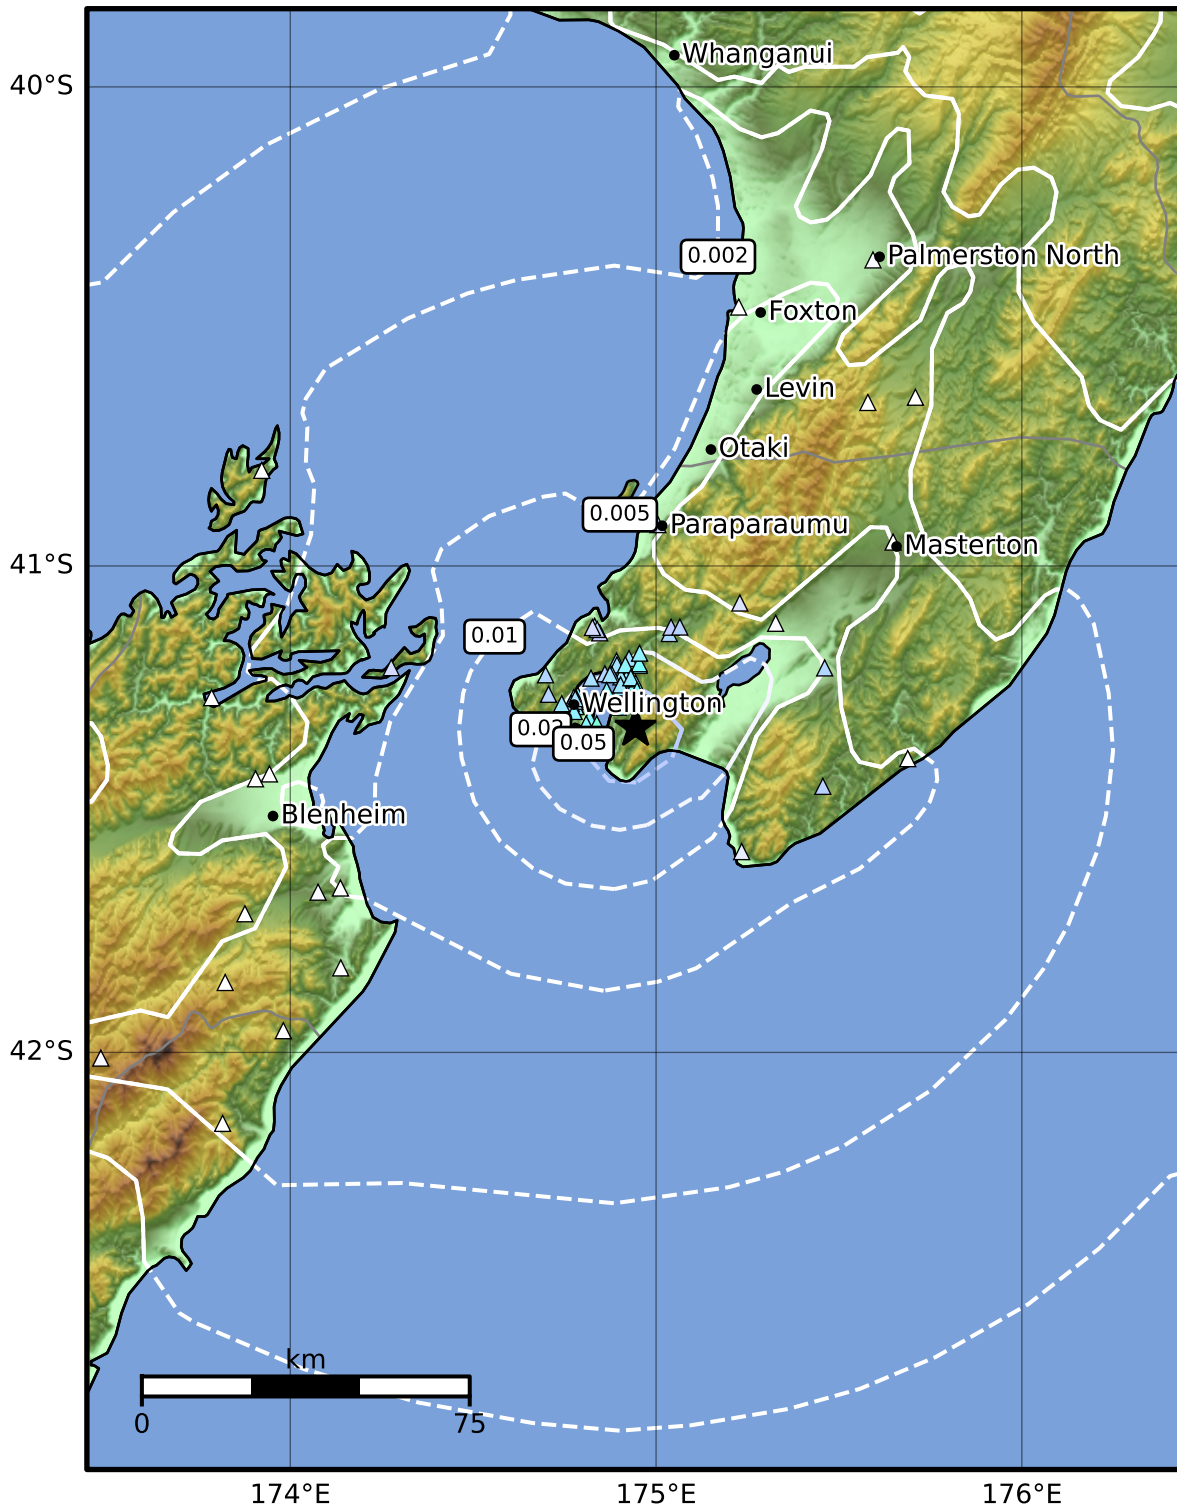 Whanganui
40°S
0.002
Palmerston North
Foxton
Levin
Otaki
0.005
Paraparaumu
Masterton
41°S
0.01
Wellington
0.05
Blenheim
42°S
km
0
75
174°E
175°E
176°E